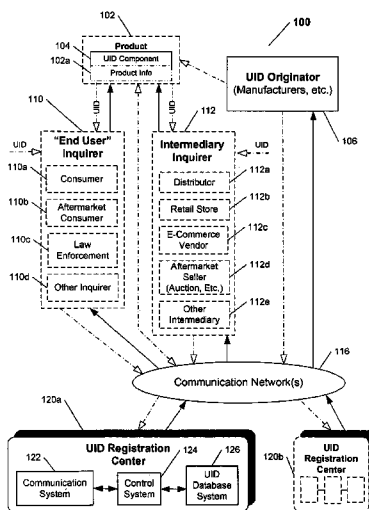 102
100
Product
104
UID Component
102a
Product Info
UID Originator
(Manufacturers, etc.)
110
112
106
UID
UID
UID
"End User"
Inquirer
Intermediary
Inquirer
UID
110a
Consumer
Distributor
112a
110b
Aftermarket
Consumer
Retail Store
112b
110c
Law
Enforcement
E-Commerce
Vendor
112c
110d
Other Inquirer
Aftermarket
Seller
(Auction, Etc.)
112d
Other
Intermediary
112e
116
Communication Network(s)
120a
UID Registration
Center
122
124
126
Communication
System
Control
System
UID
Database
System
UID
Registration
Center
120b